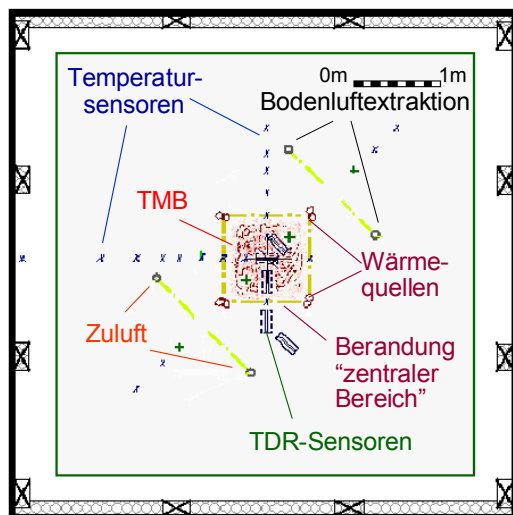 Temperatur-
sensoren
0m 1m
Bodenluftextraktion
TMB
Wärme-
quellen
Zuluft
Berandung
“zentraler
Bereich”
TDR-Sensoren